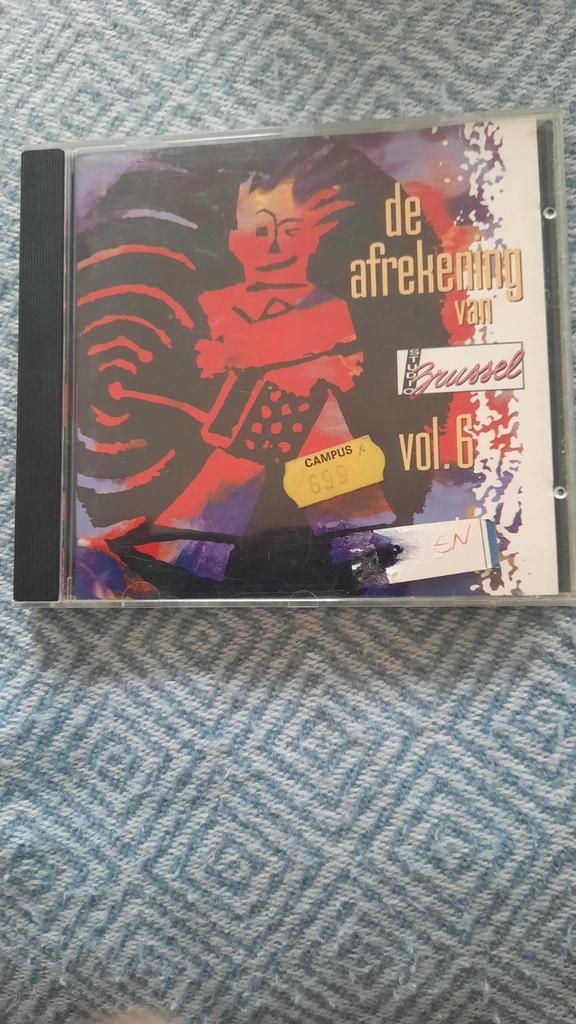 de
afrekening
van
STUDIO
Brussel
vol. 6
CAMPUS
699
EN